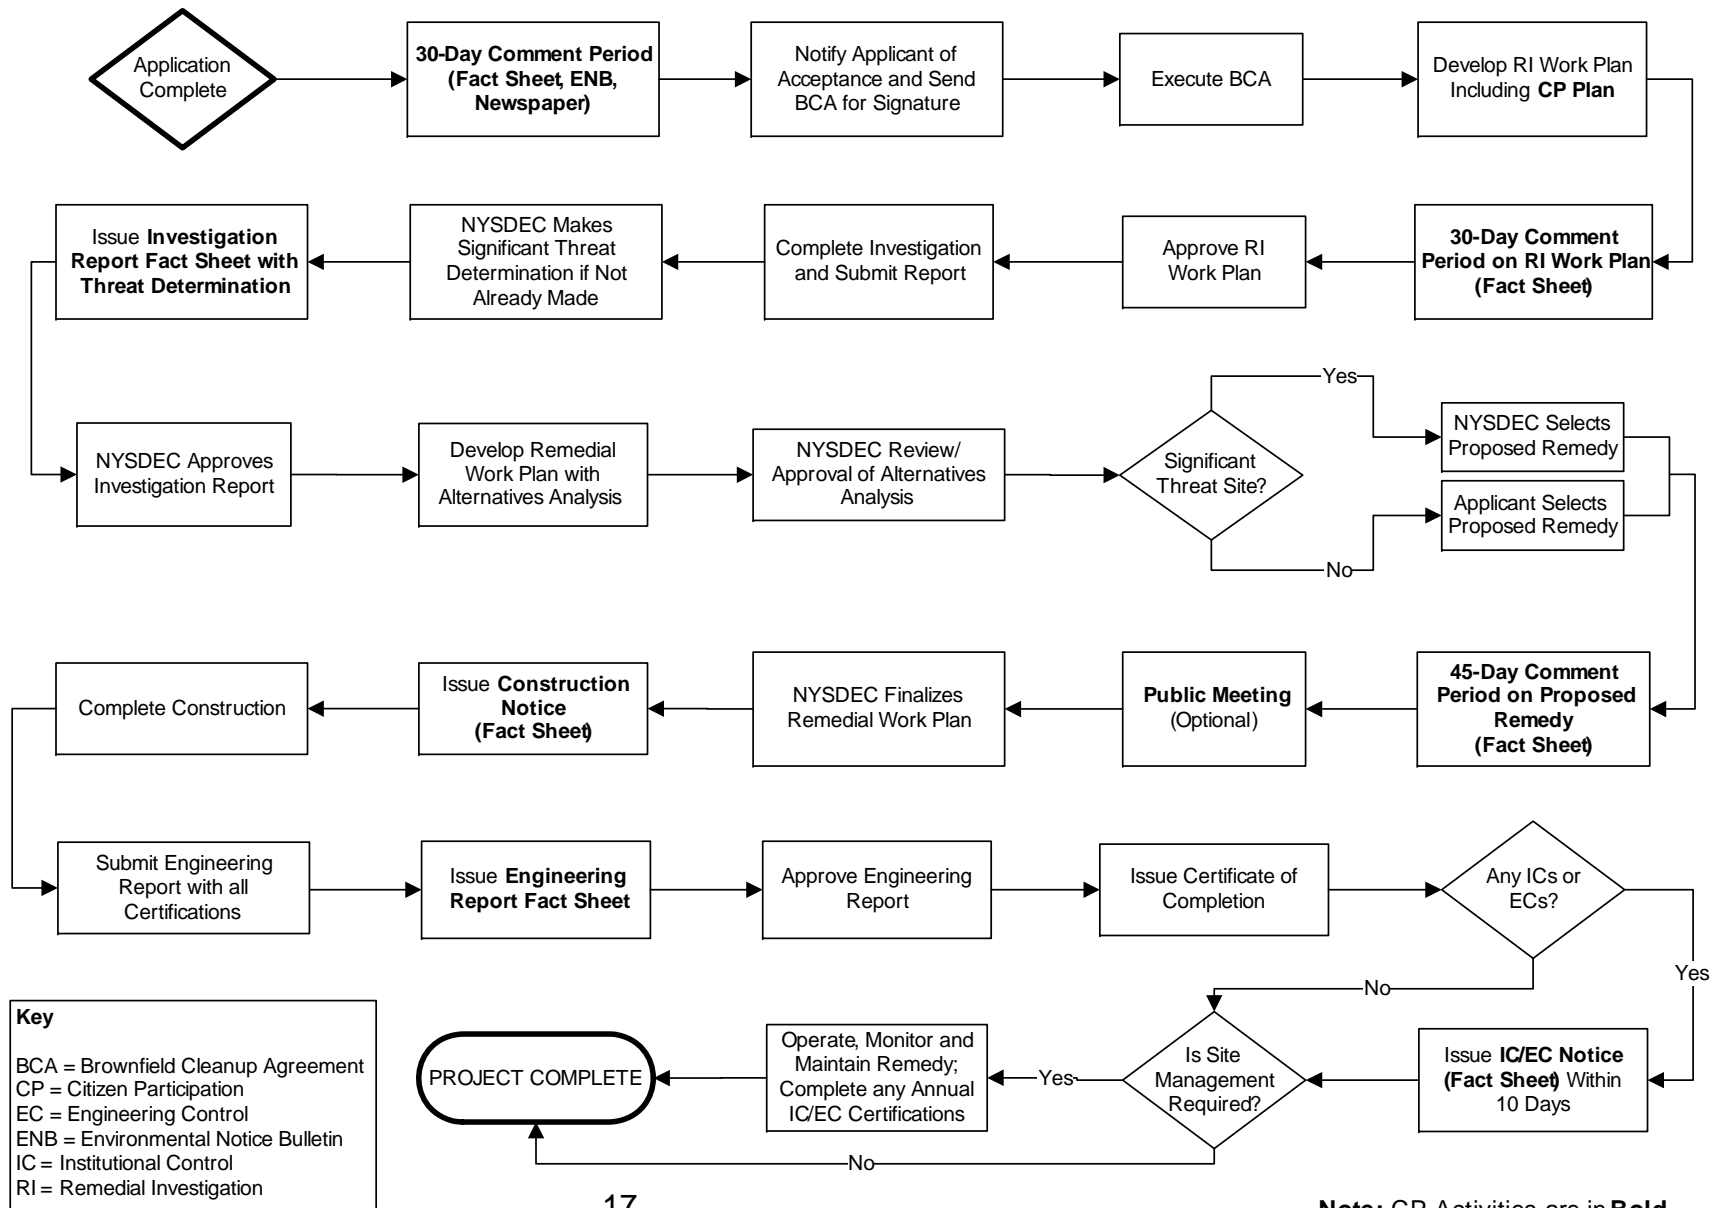 Application
Complete
30-Day Comment Period
(Fact Sheet, ENB,
Newspaper)
Notify Applicant of
Acceptance and Send
BCA for Signature
Execute BCA
Develop RI Work Plan
Including CP Plan
Issue Investigation
Report Fact Sheet with
Threat Determination
NYSDEC Makes
Significant Threat
Determination if Not
Already Made
Complete Investigation
and Submit Report
Approve RI
Work Plan
30-Day Comment
Period on RI Work Plan
(Fact Sheet)
Yes
NYSDEC Approves
Investigation Report
Develop Remedial
Work Plan with
Alternatives Analysis
NYSDEC Review/
Approval of Alternatives
Analysis
Significant
Threat Site?
NYSDEC Selects
Proposed Remedy
Applicant Selects
Proposed Remedy
No
Complete Construction
Issue Construction
Notice
(Fact Sheet)
NYSDEC Finalizes
Remedial Work Plan
Public Meeting
(Optional)
45-Day Comment
Period on Proposed
Remedy
(Fact Sheet)
Submit Engineering
Report with all
Certifications
Issue Engineering
Report Fact Sheet
Approve Engineering
Report
Issue Certificate of
Completion
Any ICs or
ECs?
Yes
No
Key
BCA = Brownfield Cleanup Agreement
CP = Citizen Participation
EC = Engineering Control
ENB = Environmental Notice Bulletin
IC = Institutional Control
RI = Remedial Investigation
PROJECT COMPLETE
Operate, Monitor and
Maintain Remedy;
Complete any Annual
IC/EC Certifications
Yes
Is Site
Management
Required?
Issue IC/EC Notice
(Fact Sheet) Within
10 Days
No
17
Note: CP Activities are in Bold